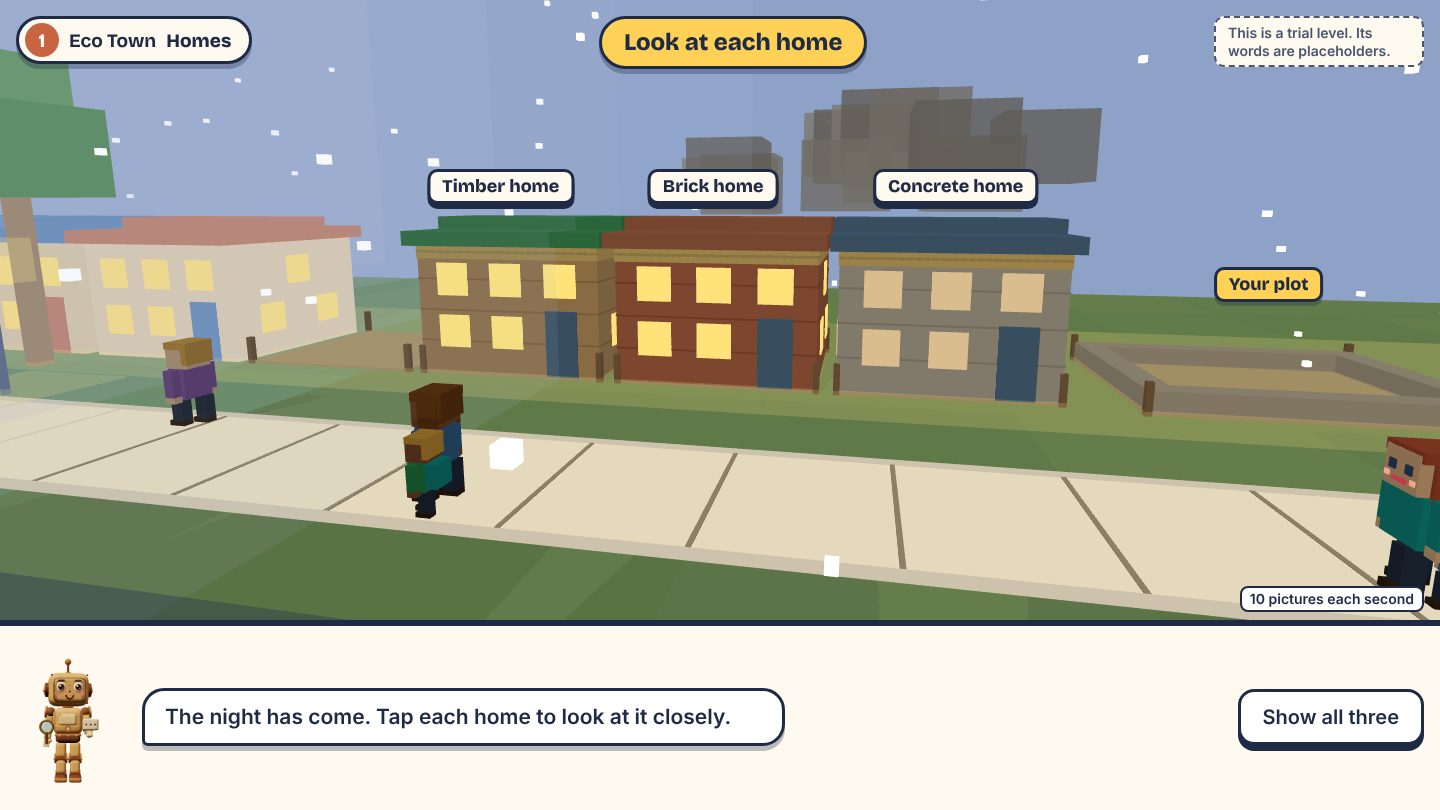 1 Eco Town Homes
Look at each home
This is a trial level. Its
words are placeholders.
Timber home
Brick home
Concrete home
Your plot
10 pictures each second
The night has come. Tap each home to look at it closely.
Show all three